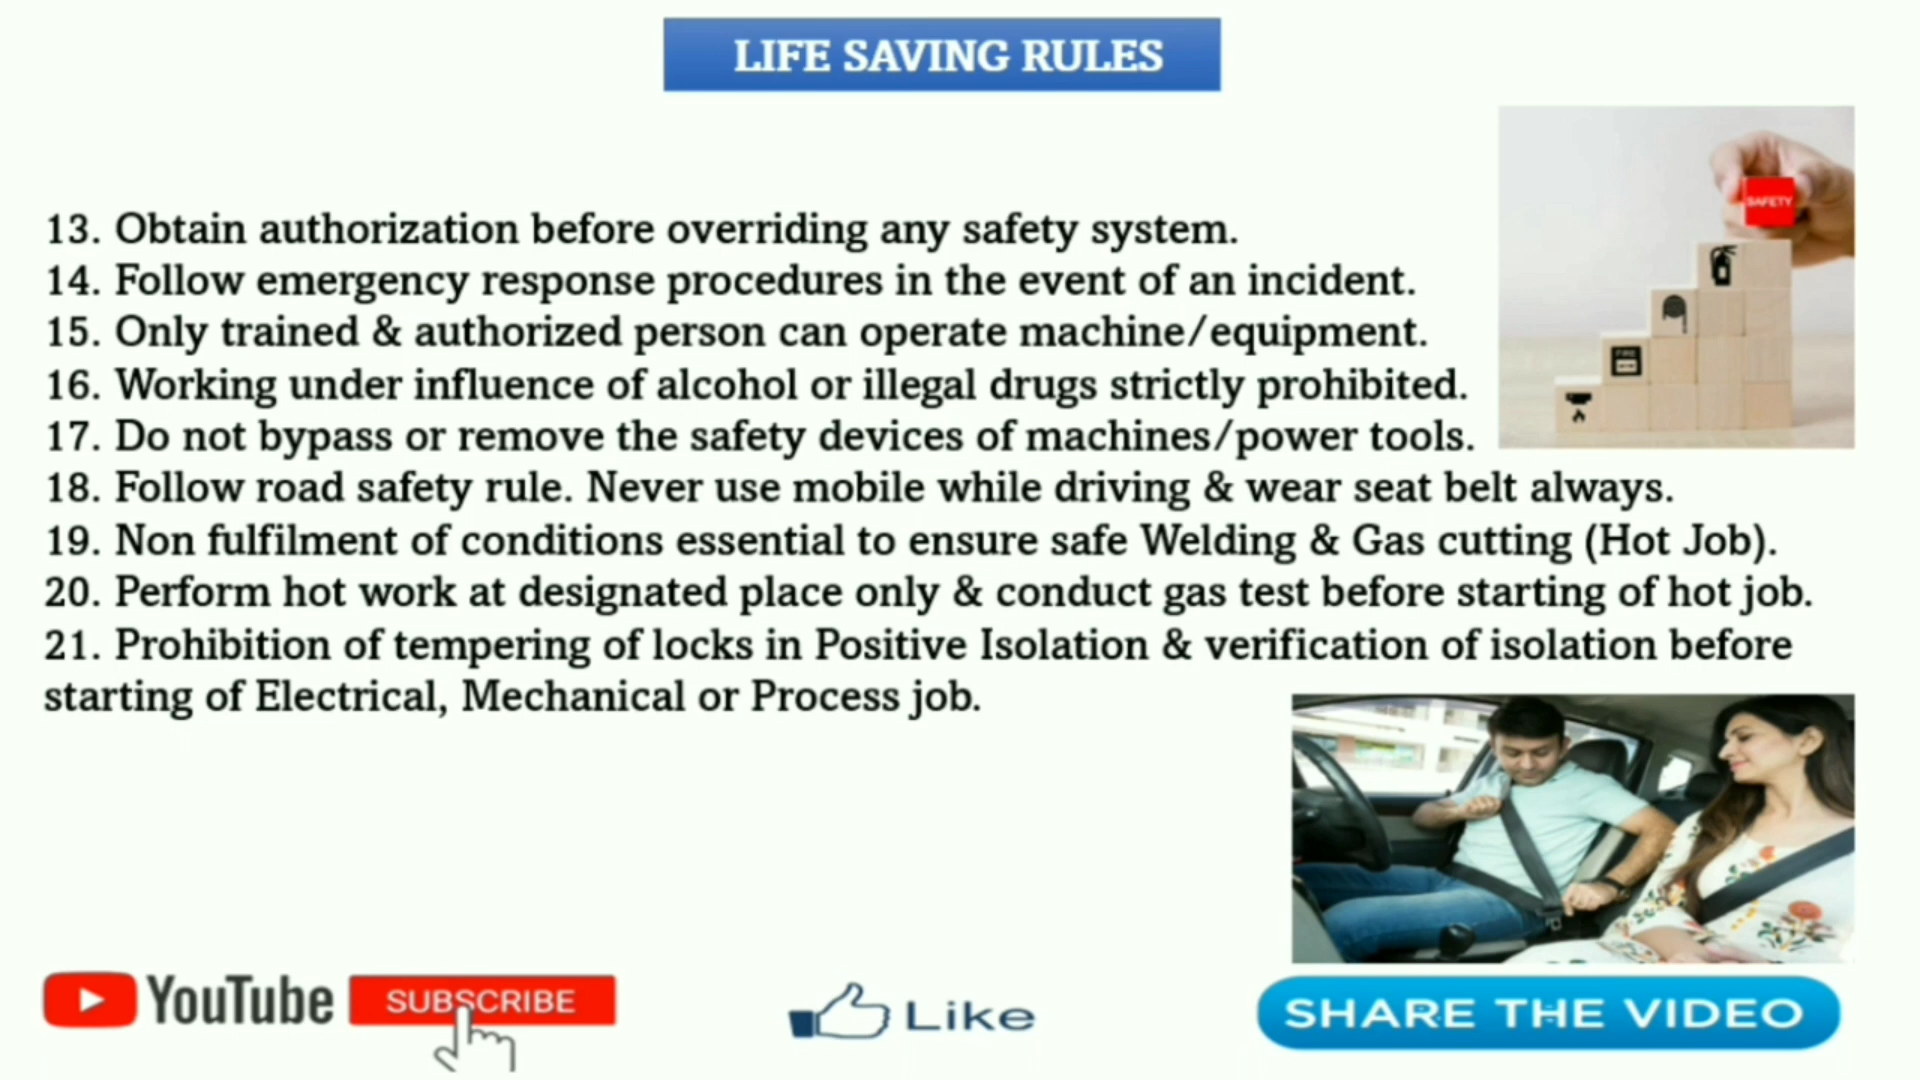 LIFE SAVING RULES
SAFETY
13. Obtain authorization before overriding any safety system.
14. Follow emergency response procedures in the event of an incident.
15. Only trained & authorized person can operate machine/equipment.
16. Working under influence of alcohol or illegal drugs strictly prohibited.
17. Do not bypass or remove the safety devices of machines/power tools.
18. Follow road safety rule. Never use mobile while driving & wear seat belt always.
19. Non fulfilment of conditions essential to ensure safe Welding & Gas cutting (Hot Job).
20. Perform hot work at designated place only & conduct gas test before starting of hot job.
21. Prohibition of tempering of locks in Positive Isolation & verification of isolation before
starting of Electrical, Mechanical or Process job.
YouTube SUBSCRIBE
Like
SHARE THE VIDEO